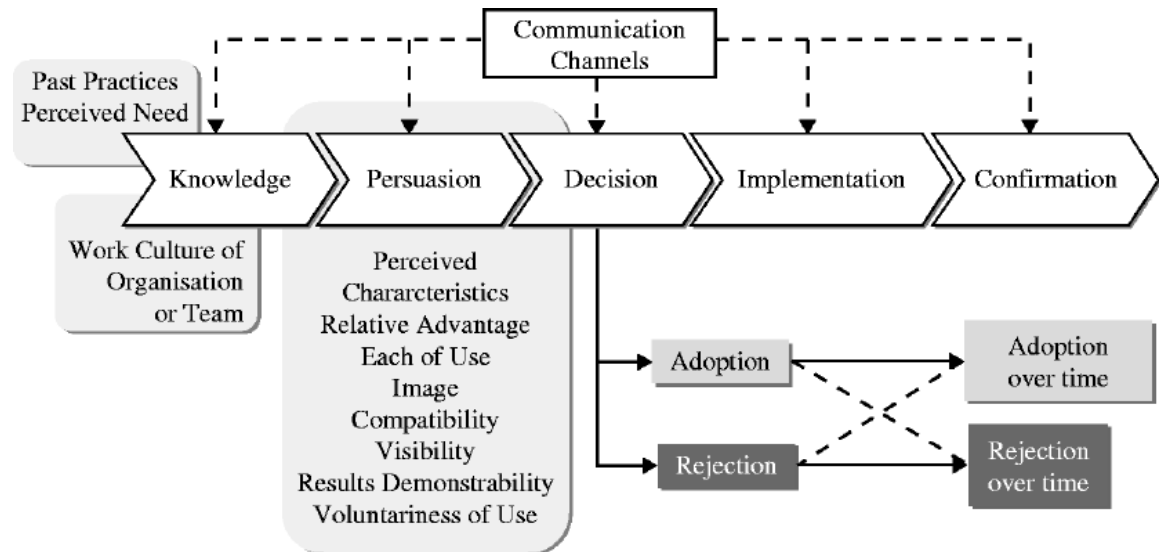 Communication
Channels
Past Practices
Perceived Need
Knowledge
Persuasion
Decision
Implementation
Confirmation
Work Culture of
Organisation
or Team
Perceived
Chararcteristics
Relative Advantage
Each of Use
Image
Compatibility
Visibility
Results Demonstrability
Voluntariness of Use
Adoption
Adoption
over time
Rejection
Rejection
over time